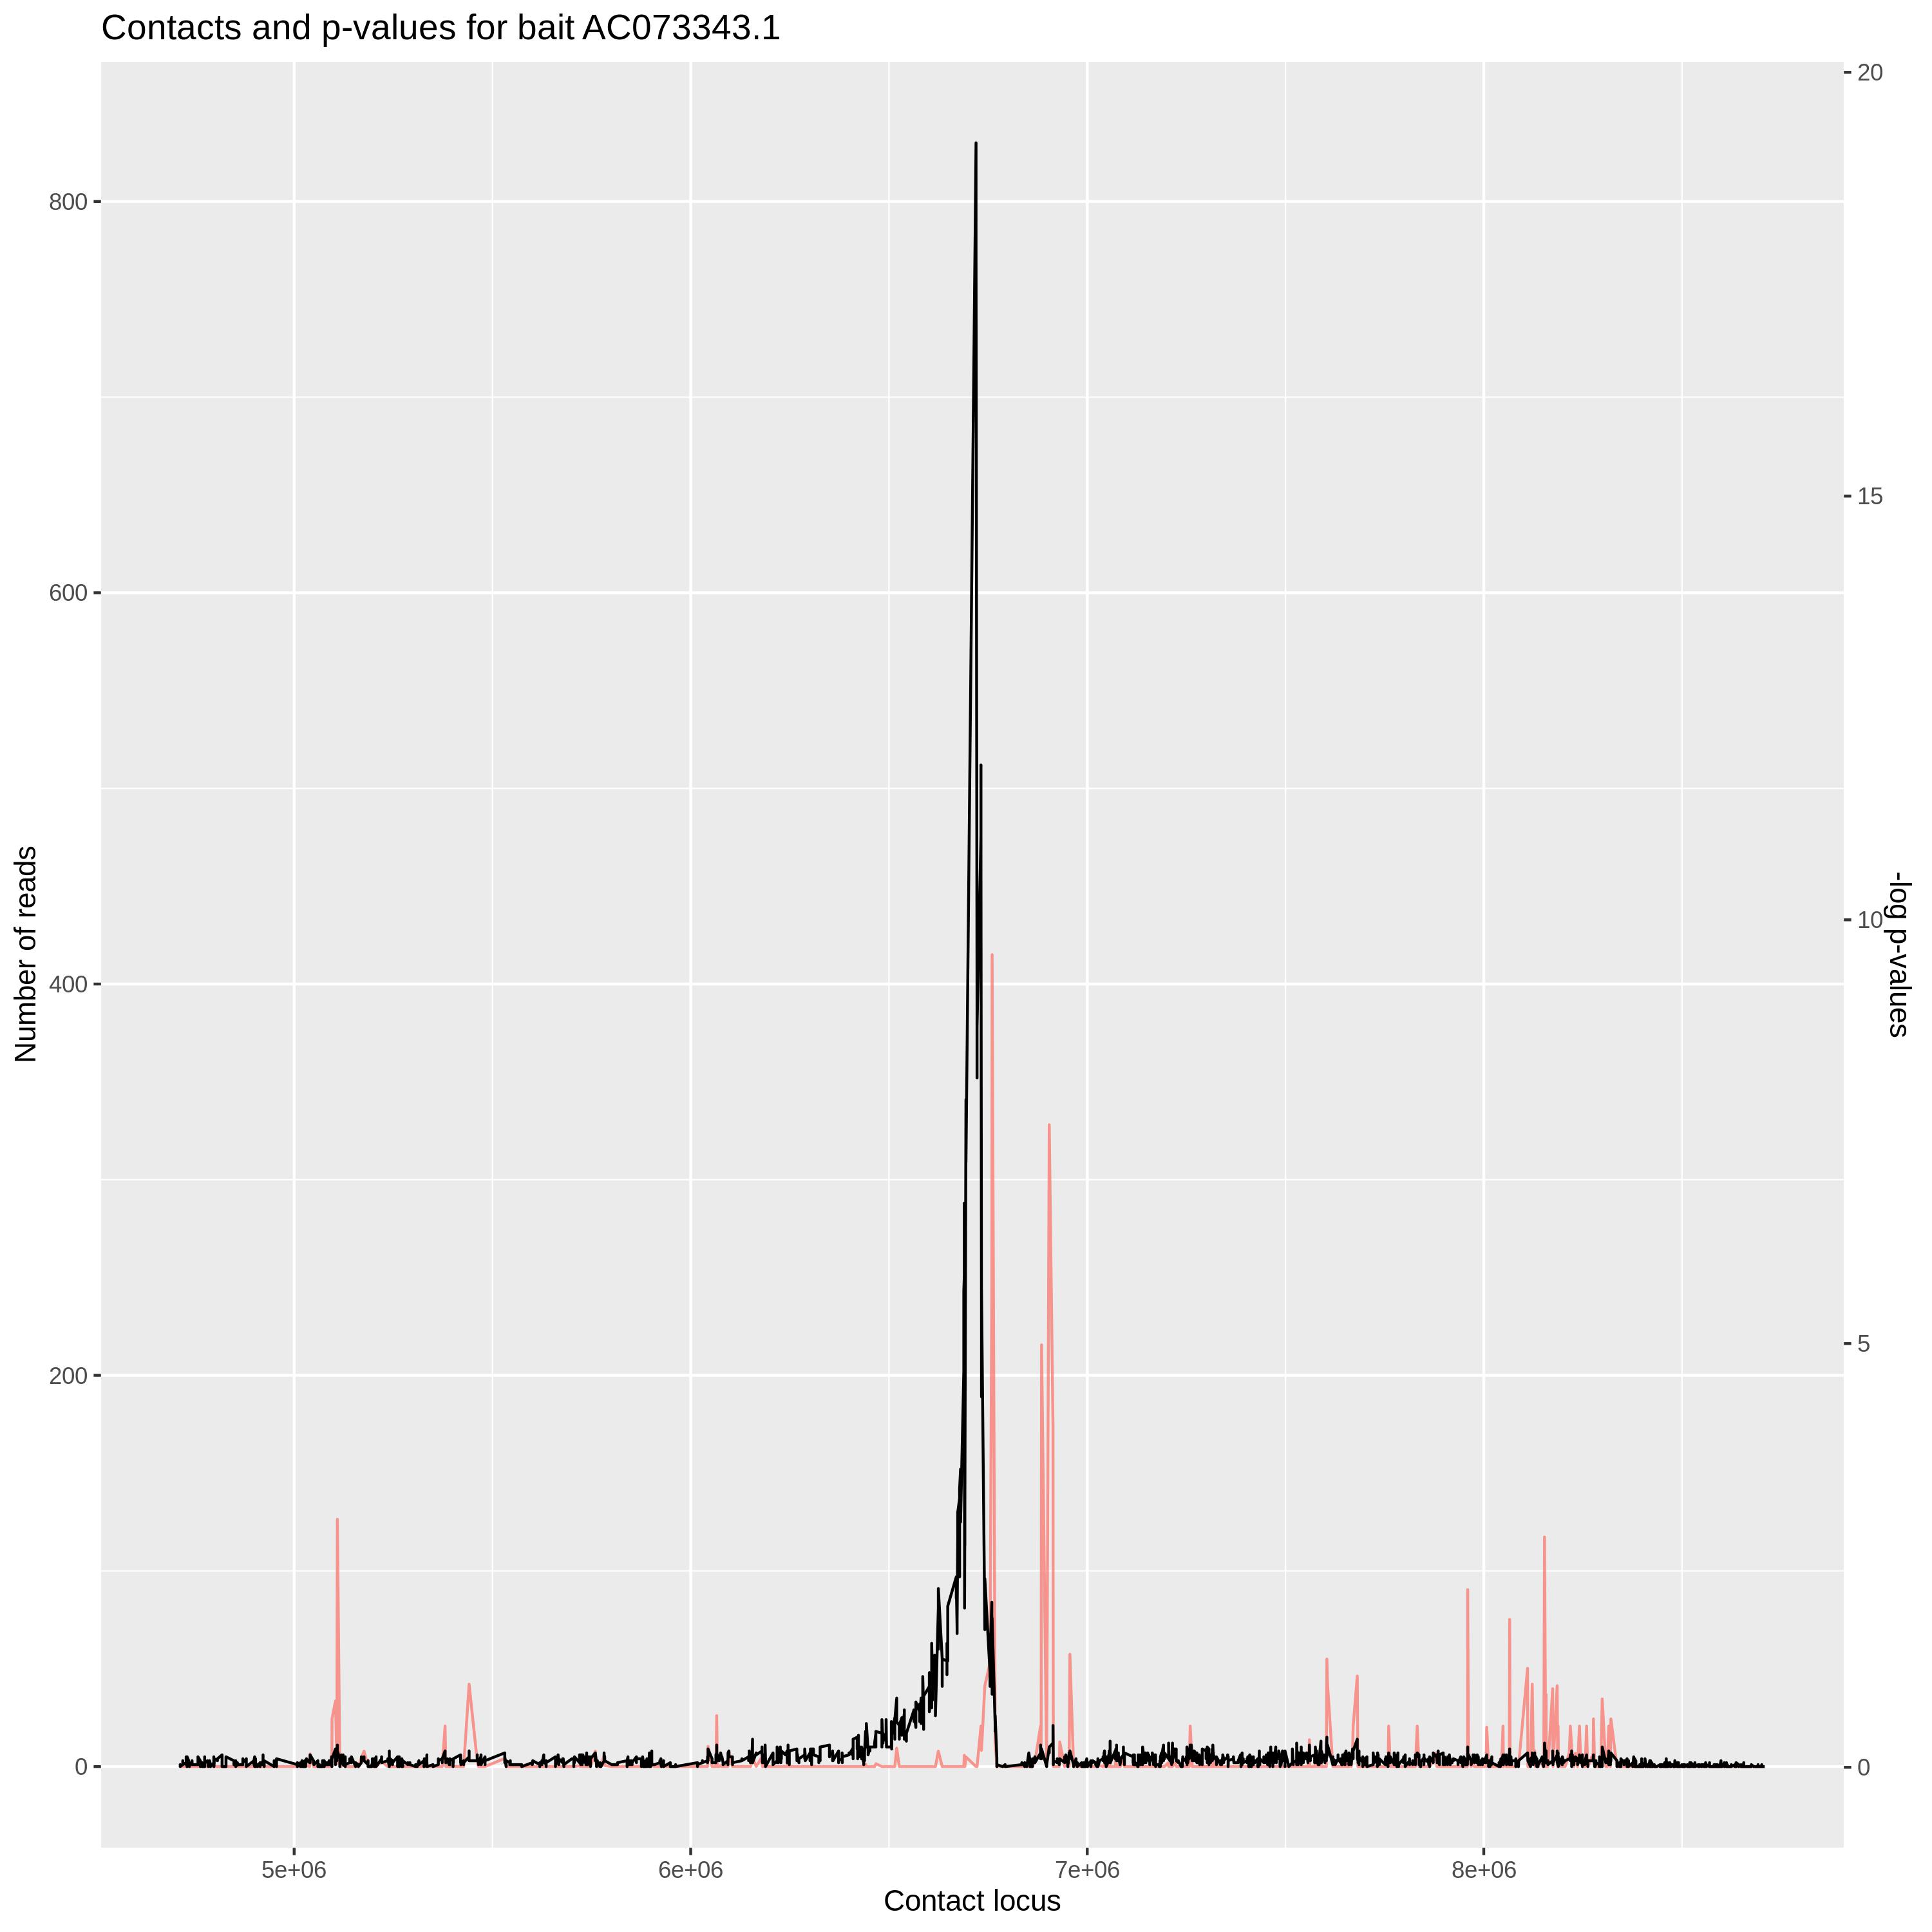 Contacts and p-values for bait AC073343.1
800
600
400
200
0
Number of reads
20
15
10
5
0
-log p-values
5e+06
6e+06
7e+06
8e+06
Contact locus